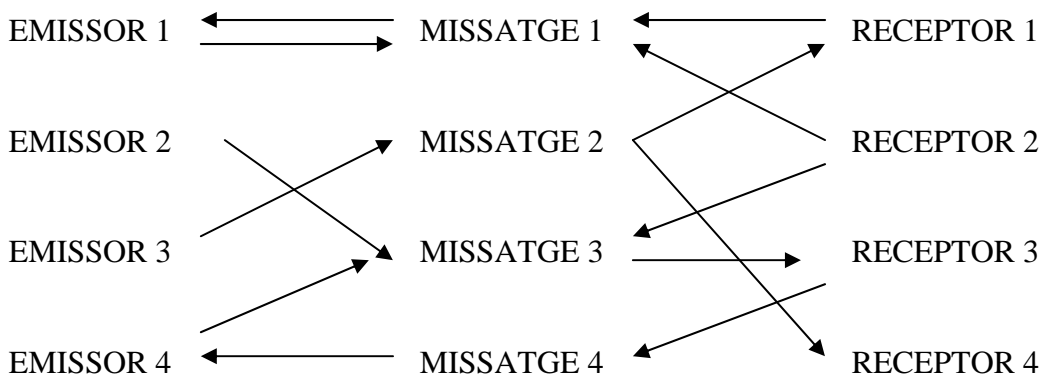 EMISSOR 1 MISSATGE 1 RECEPTOR 1
EMISSOR 2 MISSATGE 2 RECEPTOR 2
EMISSOR 3 MISSATGE 3 RECEPTOR 3
EMISSOR 4 MISSATGE 4 RECEPTOR 4